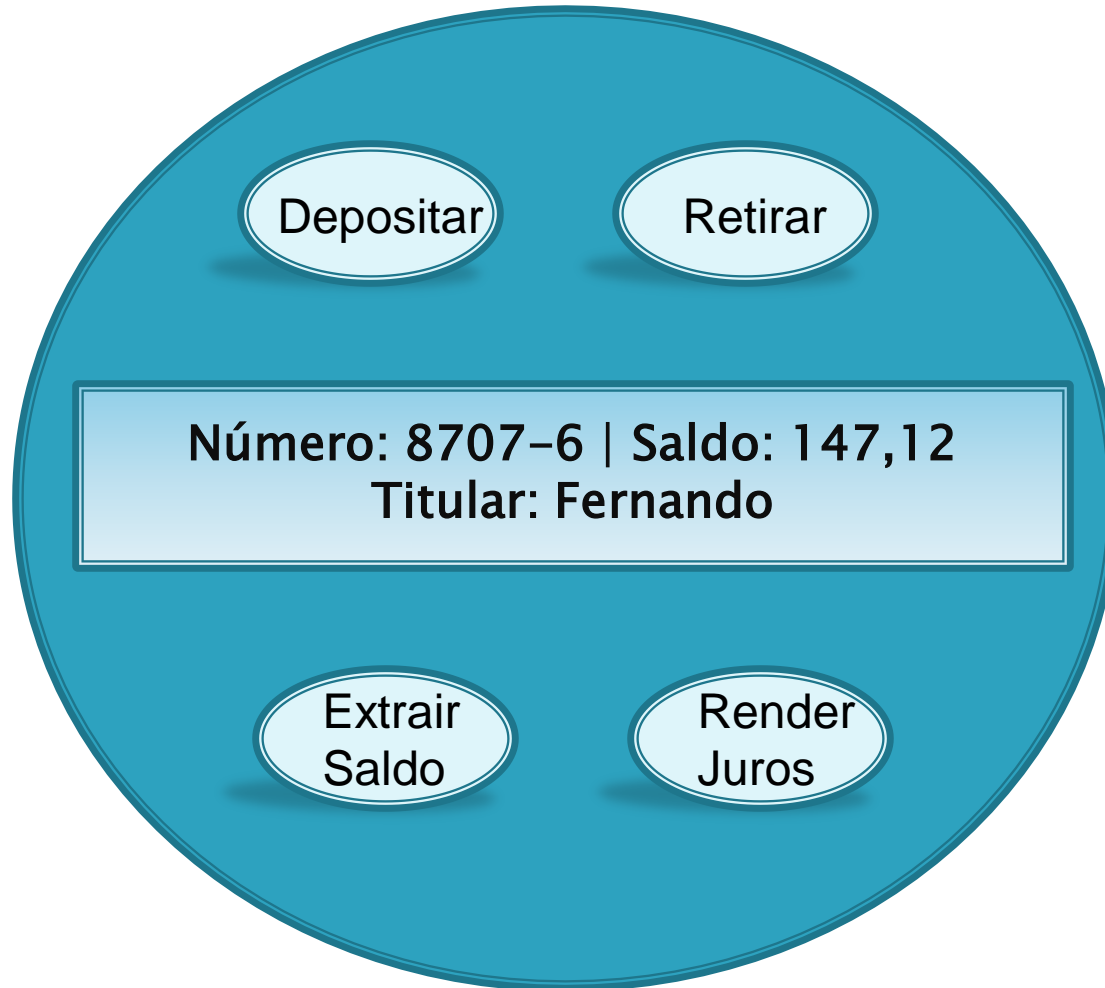 Depositar
Retirar
Número: 8707-6 | Saldo: 147,12
Titular: Fernando
Extrair
Saldo
Render
Juros